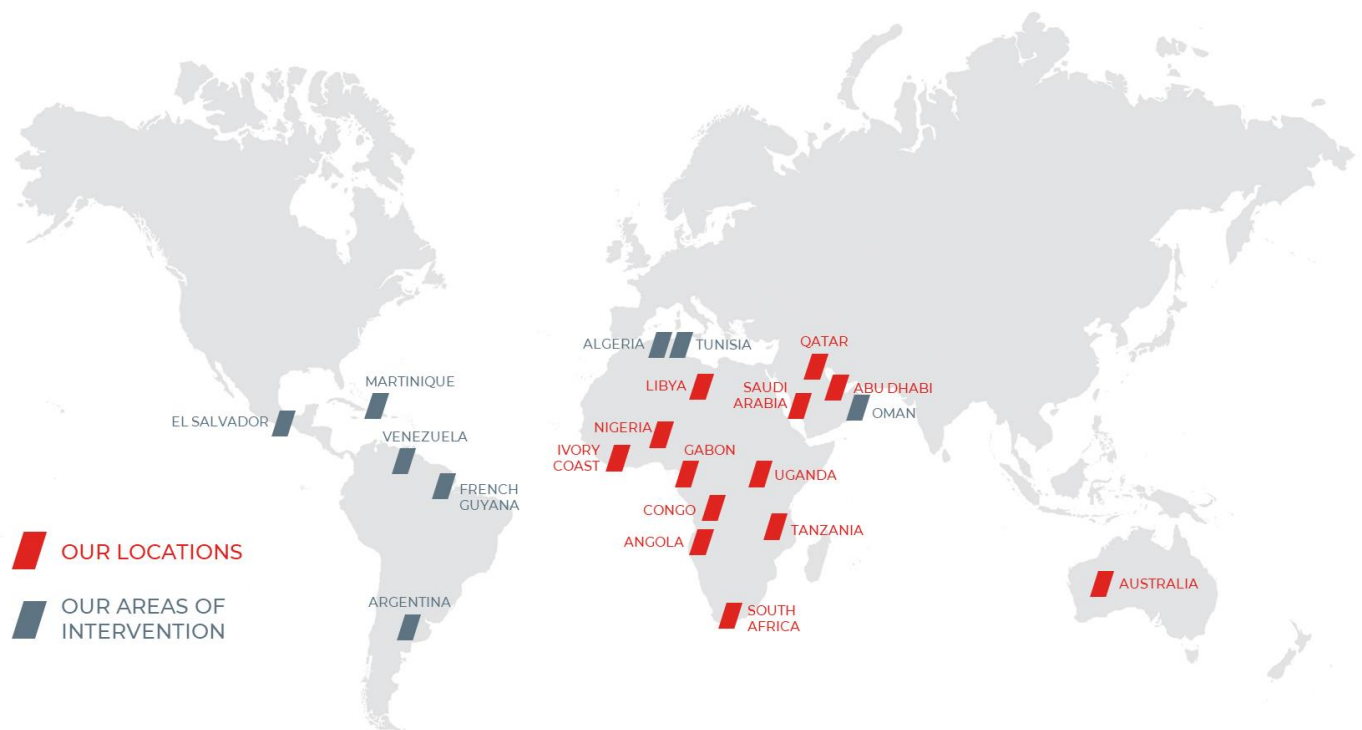 ALGERIA
TUNISIA
QATAR
MARTINIQUE
LIBYA
SAUDI
ARABIA
ABU DHABI
OMAN
EL SALVADOR
VENEZUELA
NIGERIA
IVORY
COAST
GABON
UGANDA
FRENCH
GUYANA
CONGO
TANZANIA
ANGOLA
OUR LOCATIONS
AUSTRALIA
ARGENTINA
OUR AREAS OF
INTERVENTION
SOUTH
AFRICA